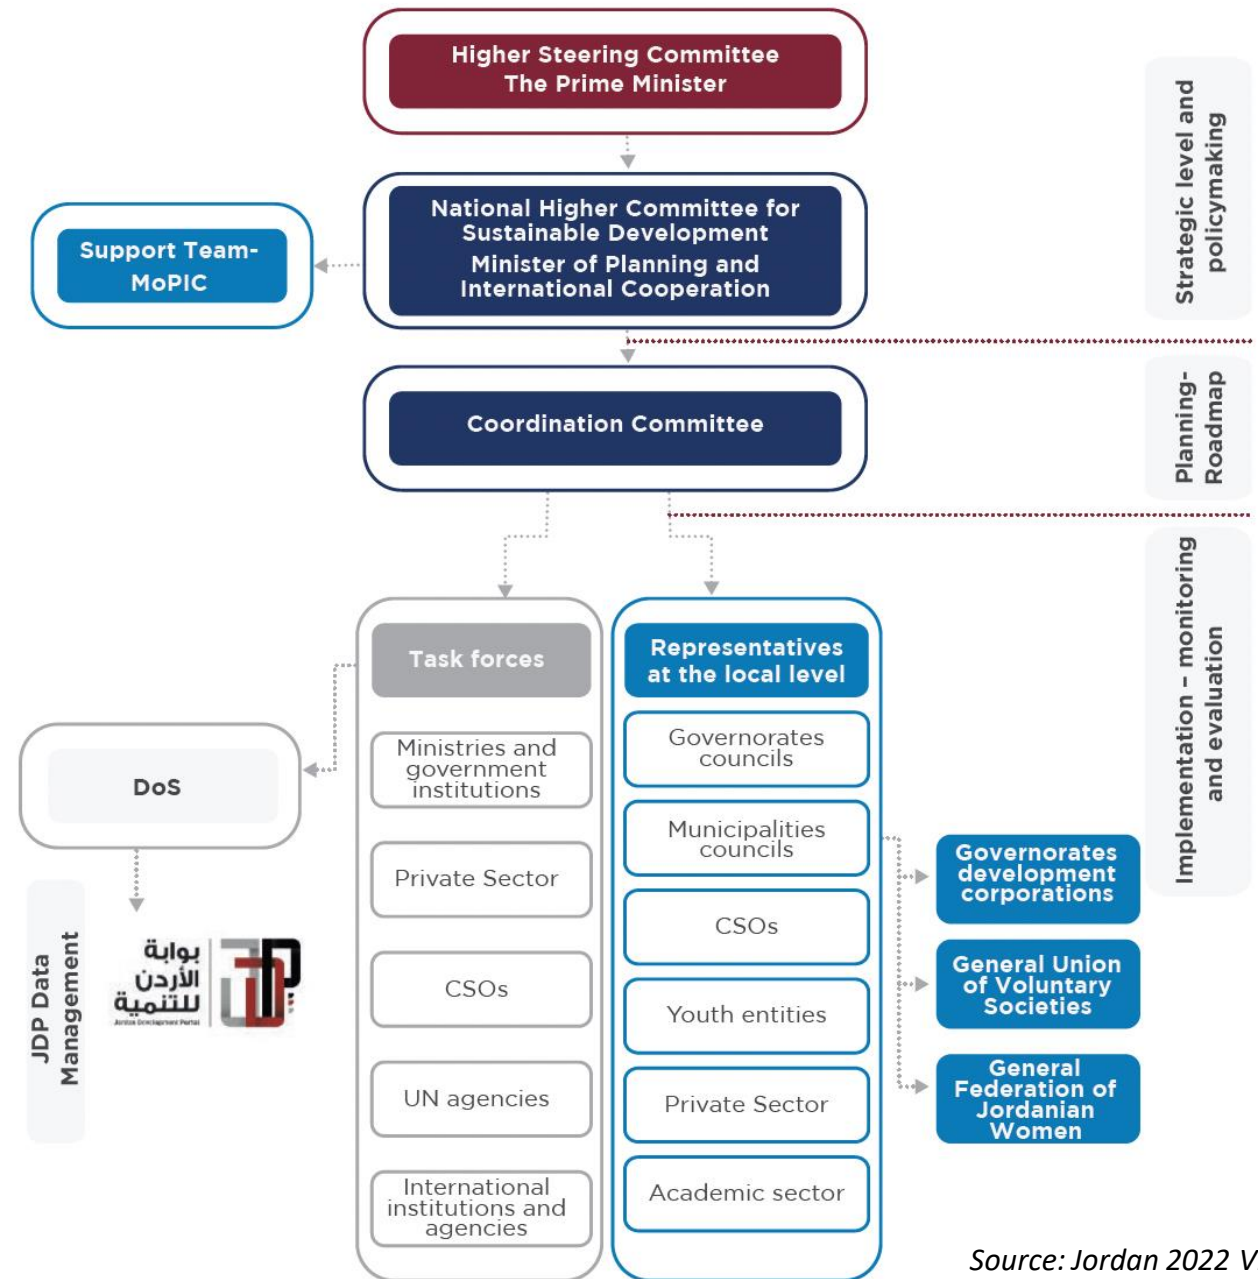 Higher Steering Committee
The Prime Minister
Strategic level and
policymaking
National Higher Committee for
Sustainable Development
Minister of Planning and
International Cooperation
Support Team-
MoPIC
Planning-
Roadmap
Coordination Committee
Implementation – monitoring
and evaluation
Task forces
Ministries and
government
institutions
Private Sector
CSOs
UN agencies
International
institutions and
agencies
Representatives
at the local level
Governorates
councils
Municipalities
councils
CSOs
Youth entities
Private Sector
Academic sector
DoS
JDP Data
Management
بوابة
الأردن
للتنمية
Jordan Development Portal
Governorates
development
corporations
General Union
of Voluntary
Societies
General
Federation of
Jordanian
Women
Source: Jordan 2022 V